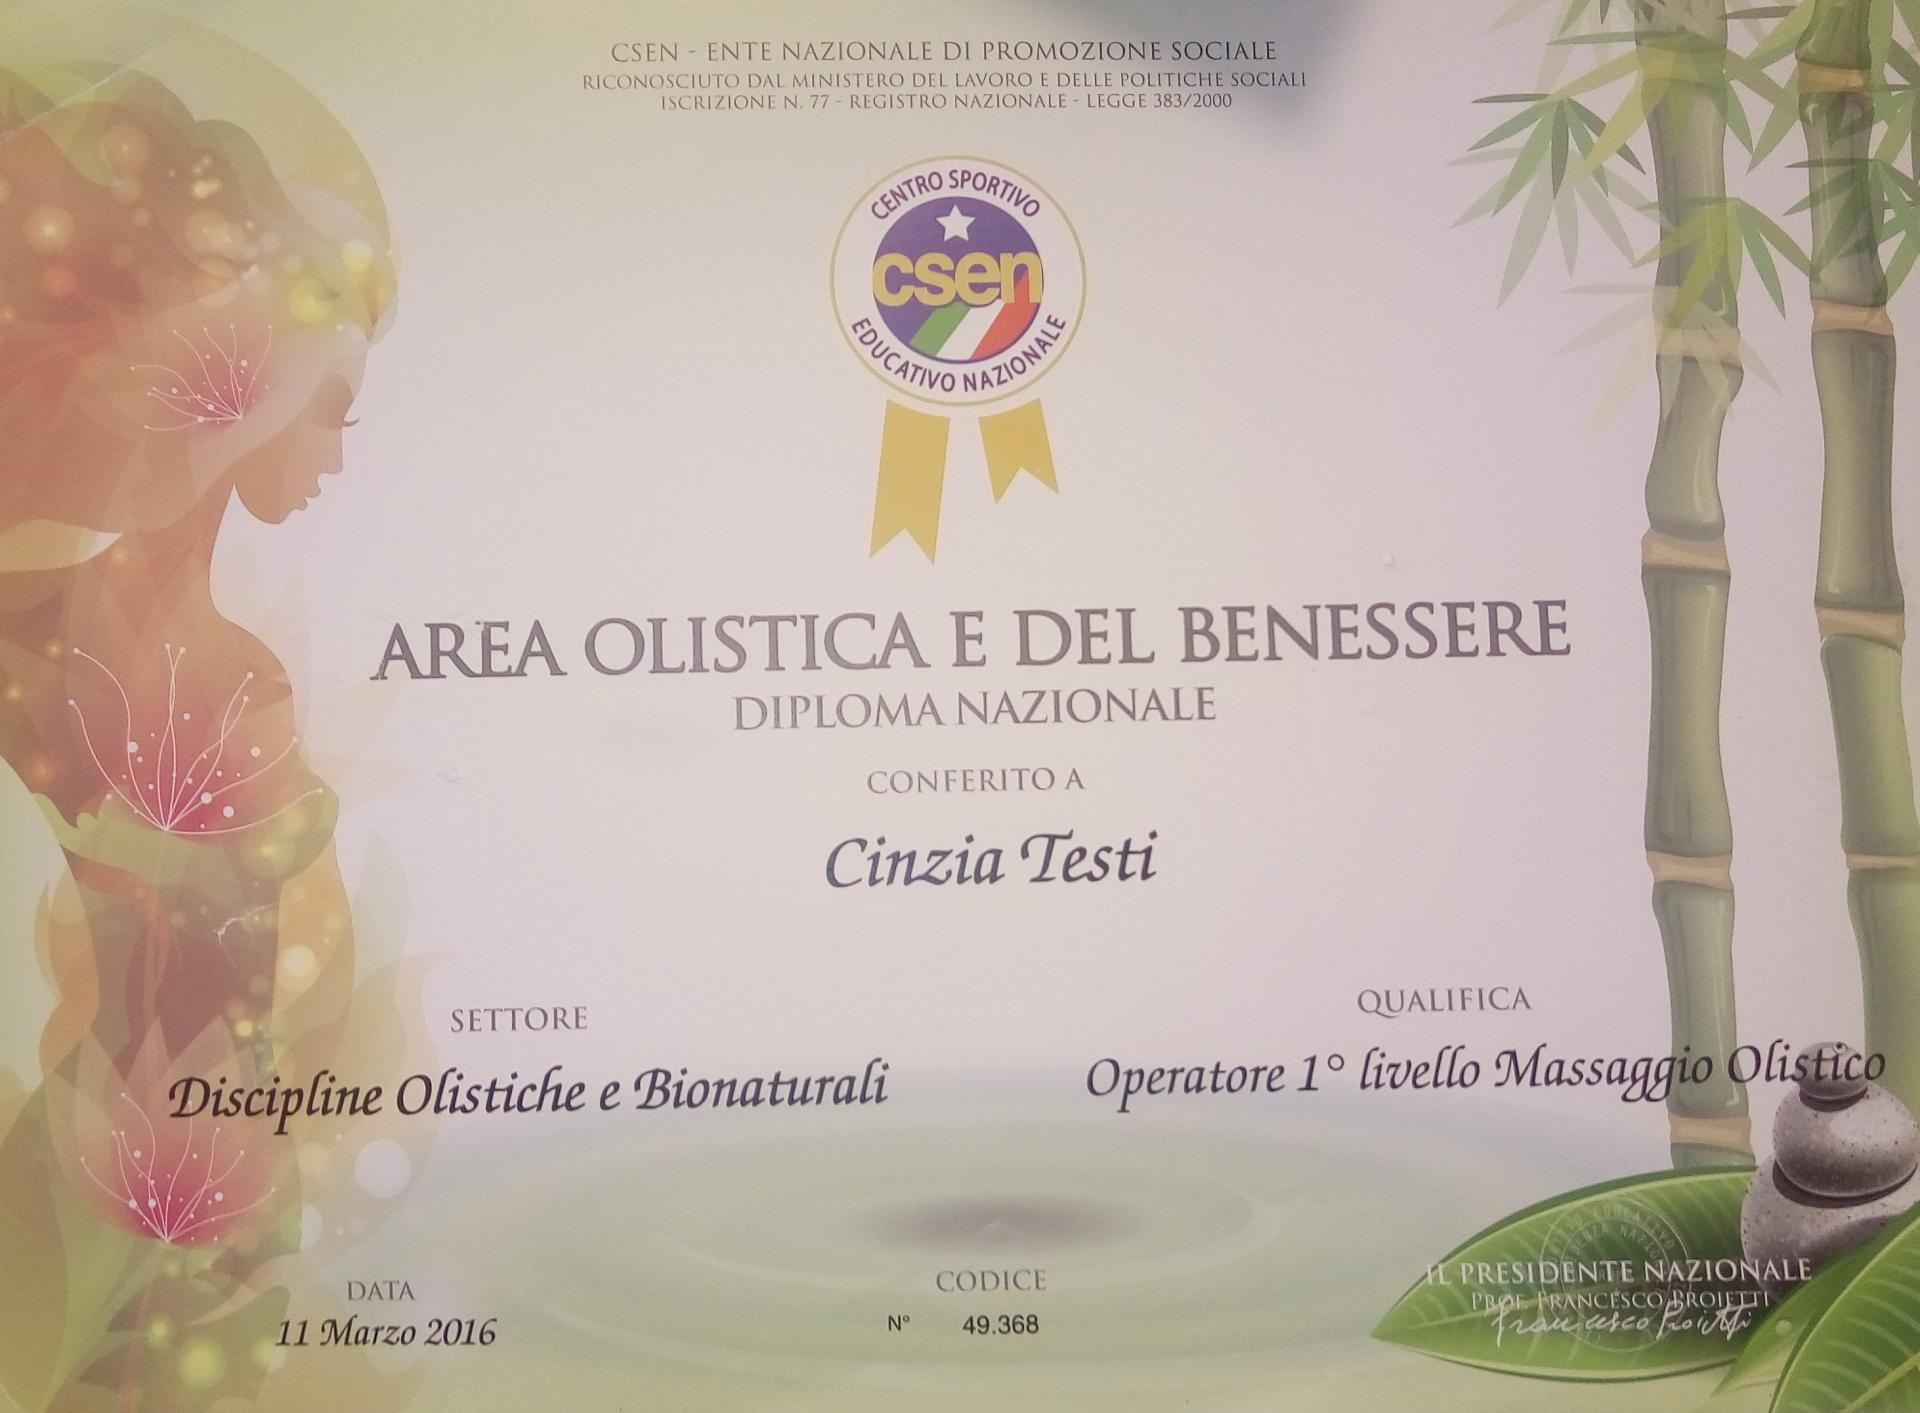 CSEN - ENTE NAZIONALE DI PROMOZIONE SOCIALE
RICONOSCIUTO DAL MINISTERO DEL LAVORO E DELLE POLITICHE SOCIALI
ISCRIZIONE N. 77 - REGISTRO NAZIONALE - LEGGE 383/2000
CENTRO SPORTIVO
csen
EDUCATIVO NAZIONALE
AREA OLISTICA E DEL BENESSERE
DIPLOMA NAZIONALE
CONFERITO A
Cinzia Testi
SETTORE
Discipline Olistiche e Bionaturali
QUALIFICA
Operatore 1° livello Massaggio Olistico
DATA
11 Marzo 2016
CODICE
N° 49.368
IL PRESIDENTE NAZIONALE
PROF. FRANCESCO PROIETTI
Francesco Proietti